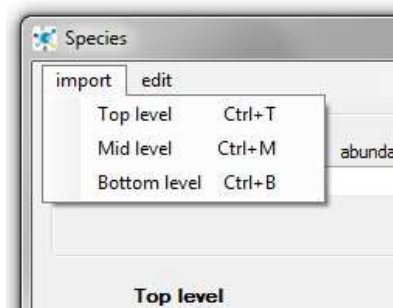 Species
import edit
Top level Ctrl+T
Mid level Ctrl+M
abunda
Bottom level Ctrl+B
Top level